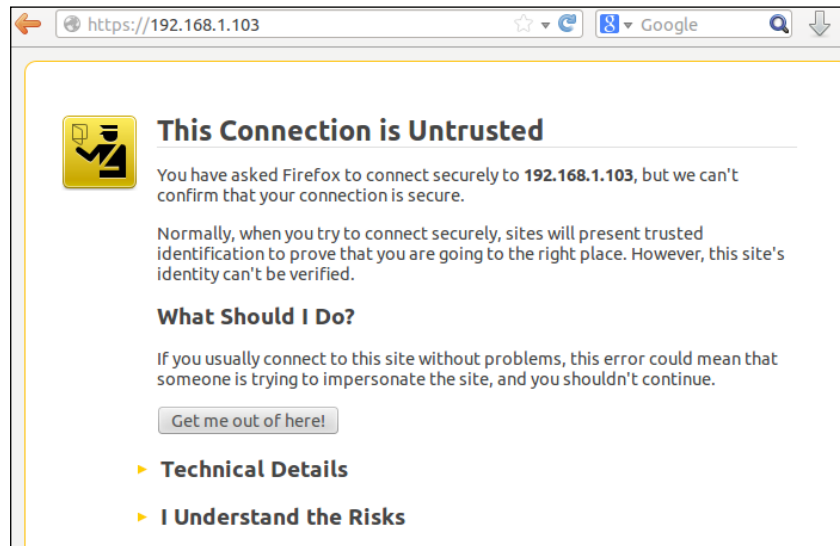 https://192.168.1.103
8 Google
This Connection is Untrusted
You have asked Firefox to connect securely to 192.168.1.103, but we can't
confirm that your connection is secure.
Normally, when you try to connect securely, sites will present trusted
identification to prove that you are going to the right place. However, this site's
identity can't be verified.
What Should I Do?
If you usually connect to this site without problems, this error could mean that
someone is trying to impersonate the site, and you shouldn't continue.
Get me out of here!
Technical Details
I Understand the Risks